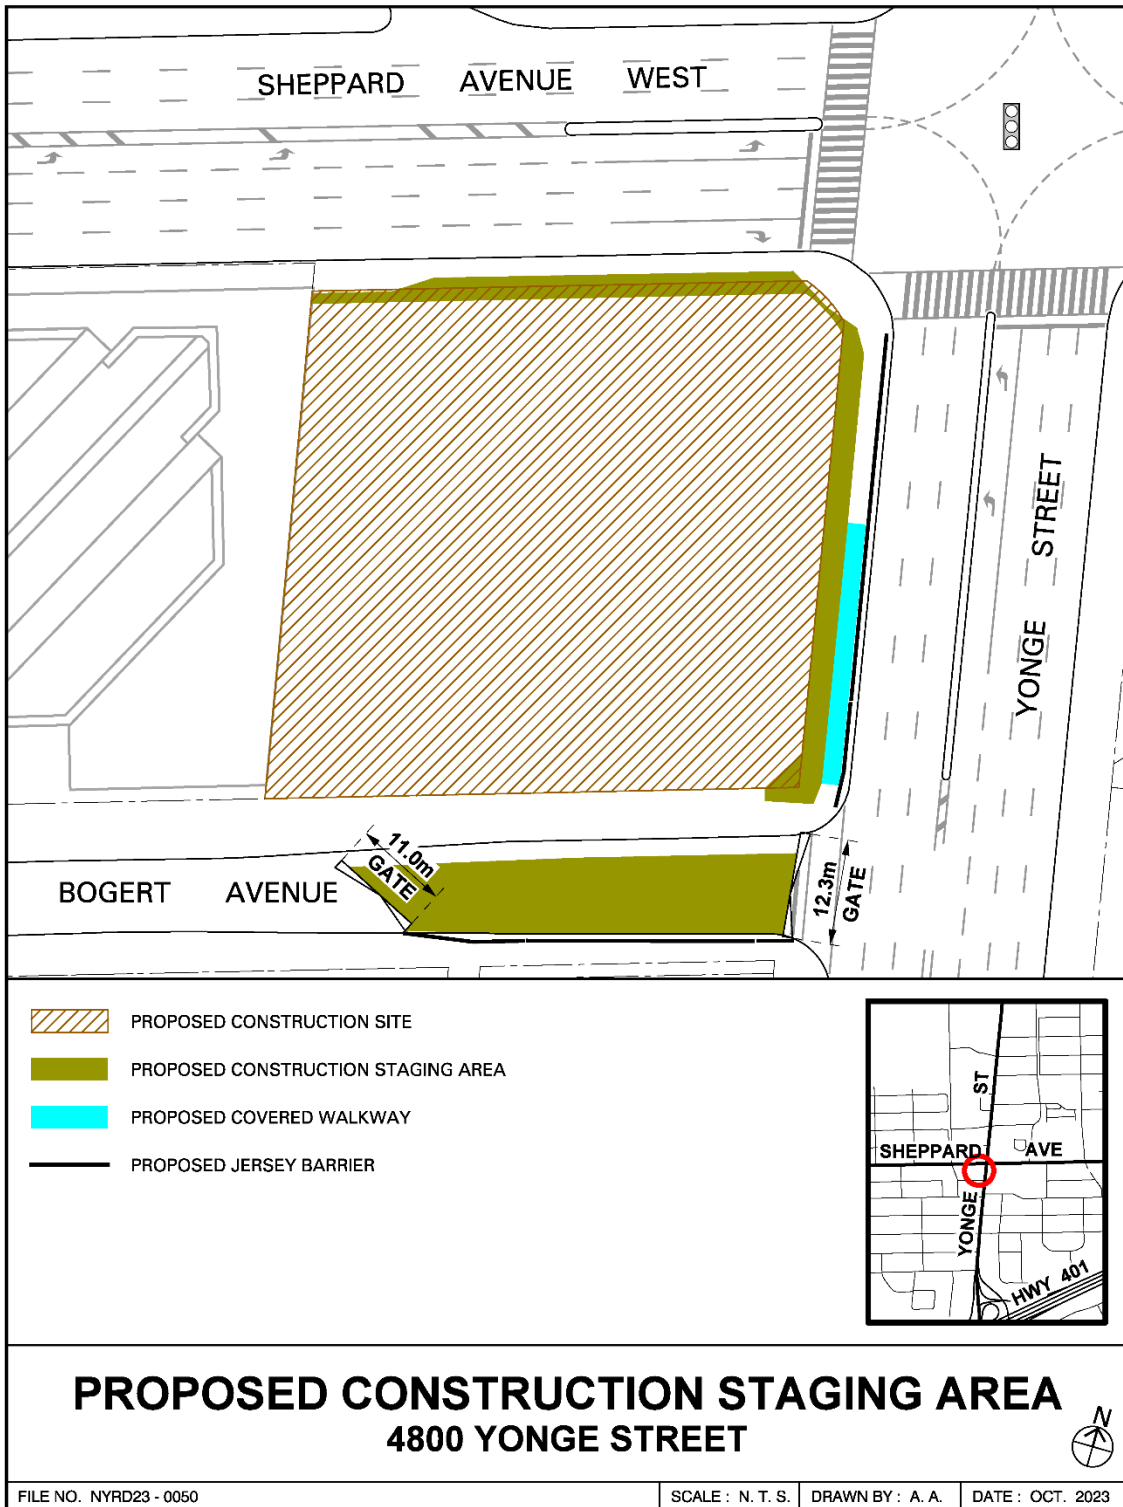 SHEPPARD AVENUE WEST
YONGE STREET
11.0m
GATE
BOGERT AVENUE
12.3m
GATE
PROPOSED CONSTRUCTION SITE
PROPOSED CONSTRUCTION STAGING AREA
PROPOSED COVERED WALKWAY
PROPOSED JERSEY BARRIER
ST
SHEPPARD AVE
YONGE
HWY 401
PROPOSED CONSTRUCTION STAGING AREA
4800 YONGE STREET
N
FILE NO. NYRD23 - 0050
SCALE : N. T. S.
DRAWN BY : A. A.
DATE : OCT. 2023